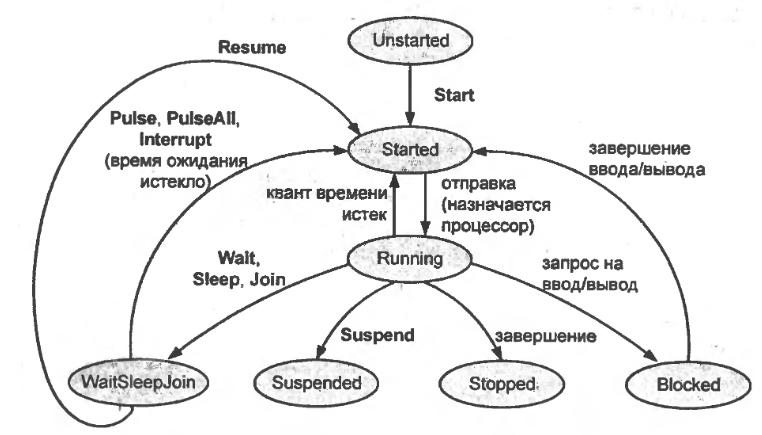 Unstarted
Resume
Start
Pulse, PulseAll,
Interrupt
(время ожидания
истекло)
Started
завершение
ввода/вывода
квант времени
истек
отправка
(назначается
процессор)
Running
Wait,
Sleep, Join
запрос на
ввод/вывод
Suspend
завершение
WaitSleepJoin
Suspended
Stopped
Blocked